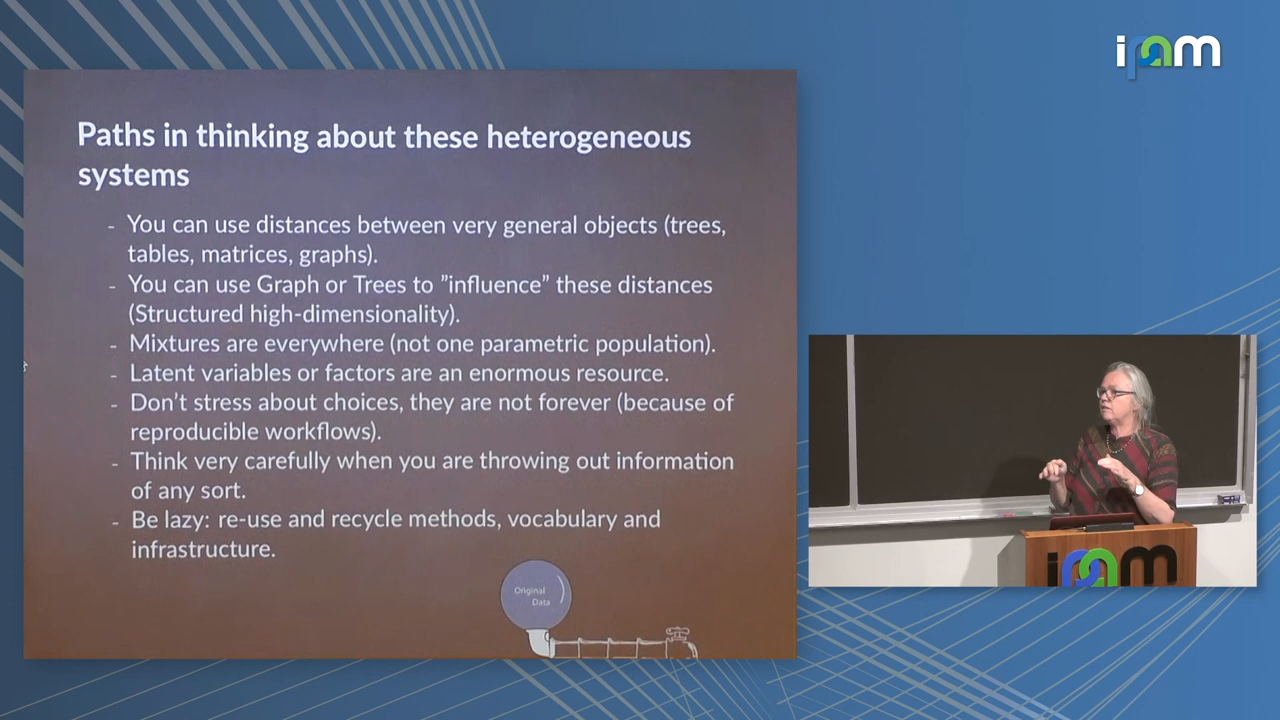 ipam
Paths in thinking about these heterogeneous
systems
- You can use distances between very general objects (trees,
tables, matrices, graphs).
- You can use Graph or Trees to ”influence” these distances
(Structured high-dimensionality).
- Mixtures are everywhere (not one parametric population).
- Latent variables or factors are an enormous resource.
- Don’t stress about choices, they are not forever (because of
reproducible workflows).
- Think very carefully when you are throwing out information
of any sort.
- Be lazy: re-use and recycle methods, vocabulary and
infrastructure.
Original
Data
ipam